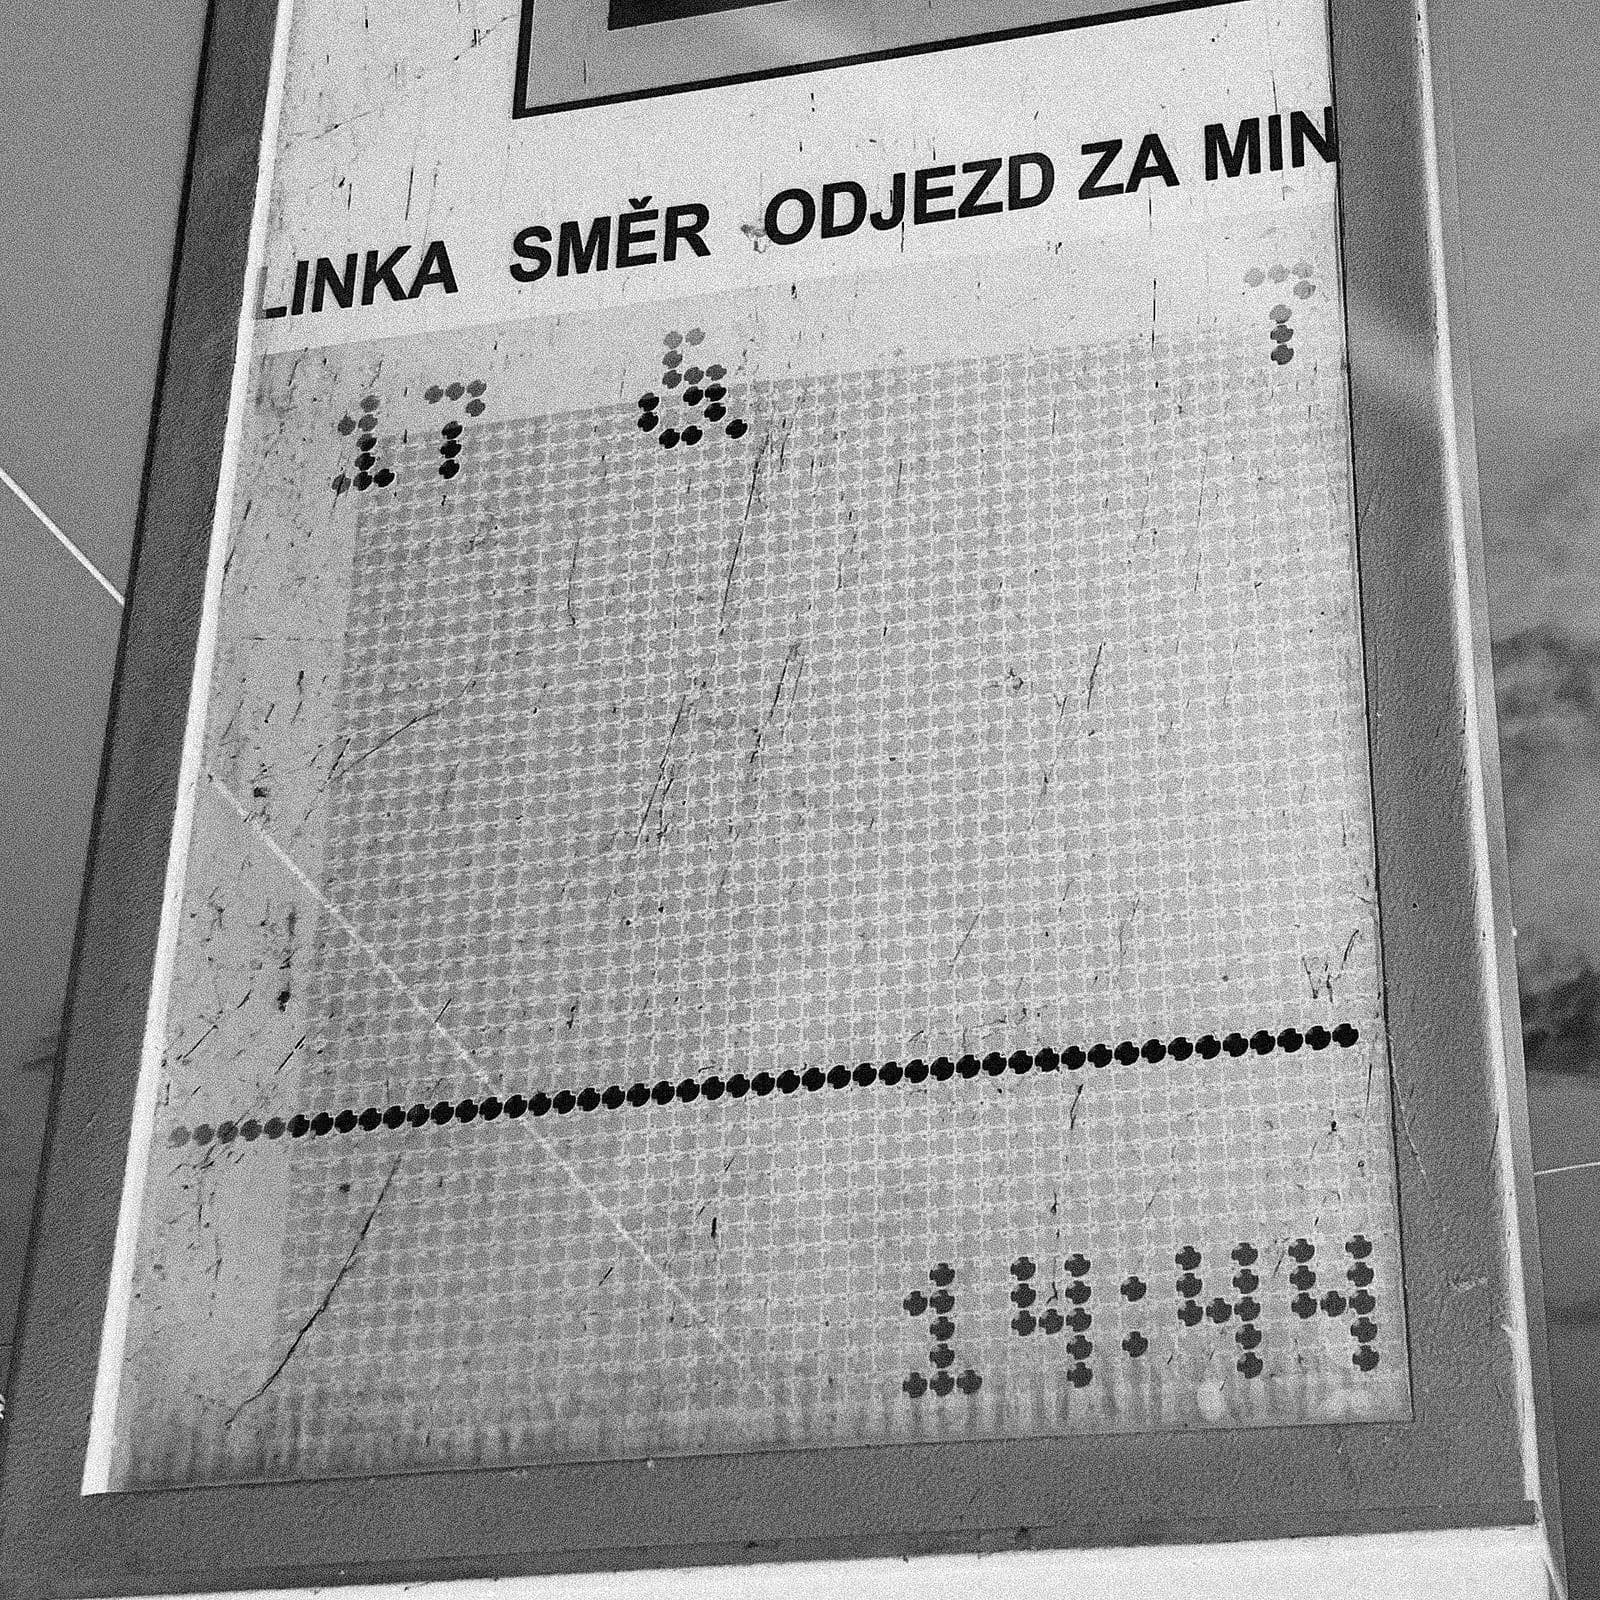 LINKA SMĚR ODJEZD ZA MIN
17 ♿ 7
14:44